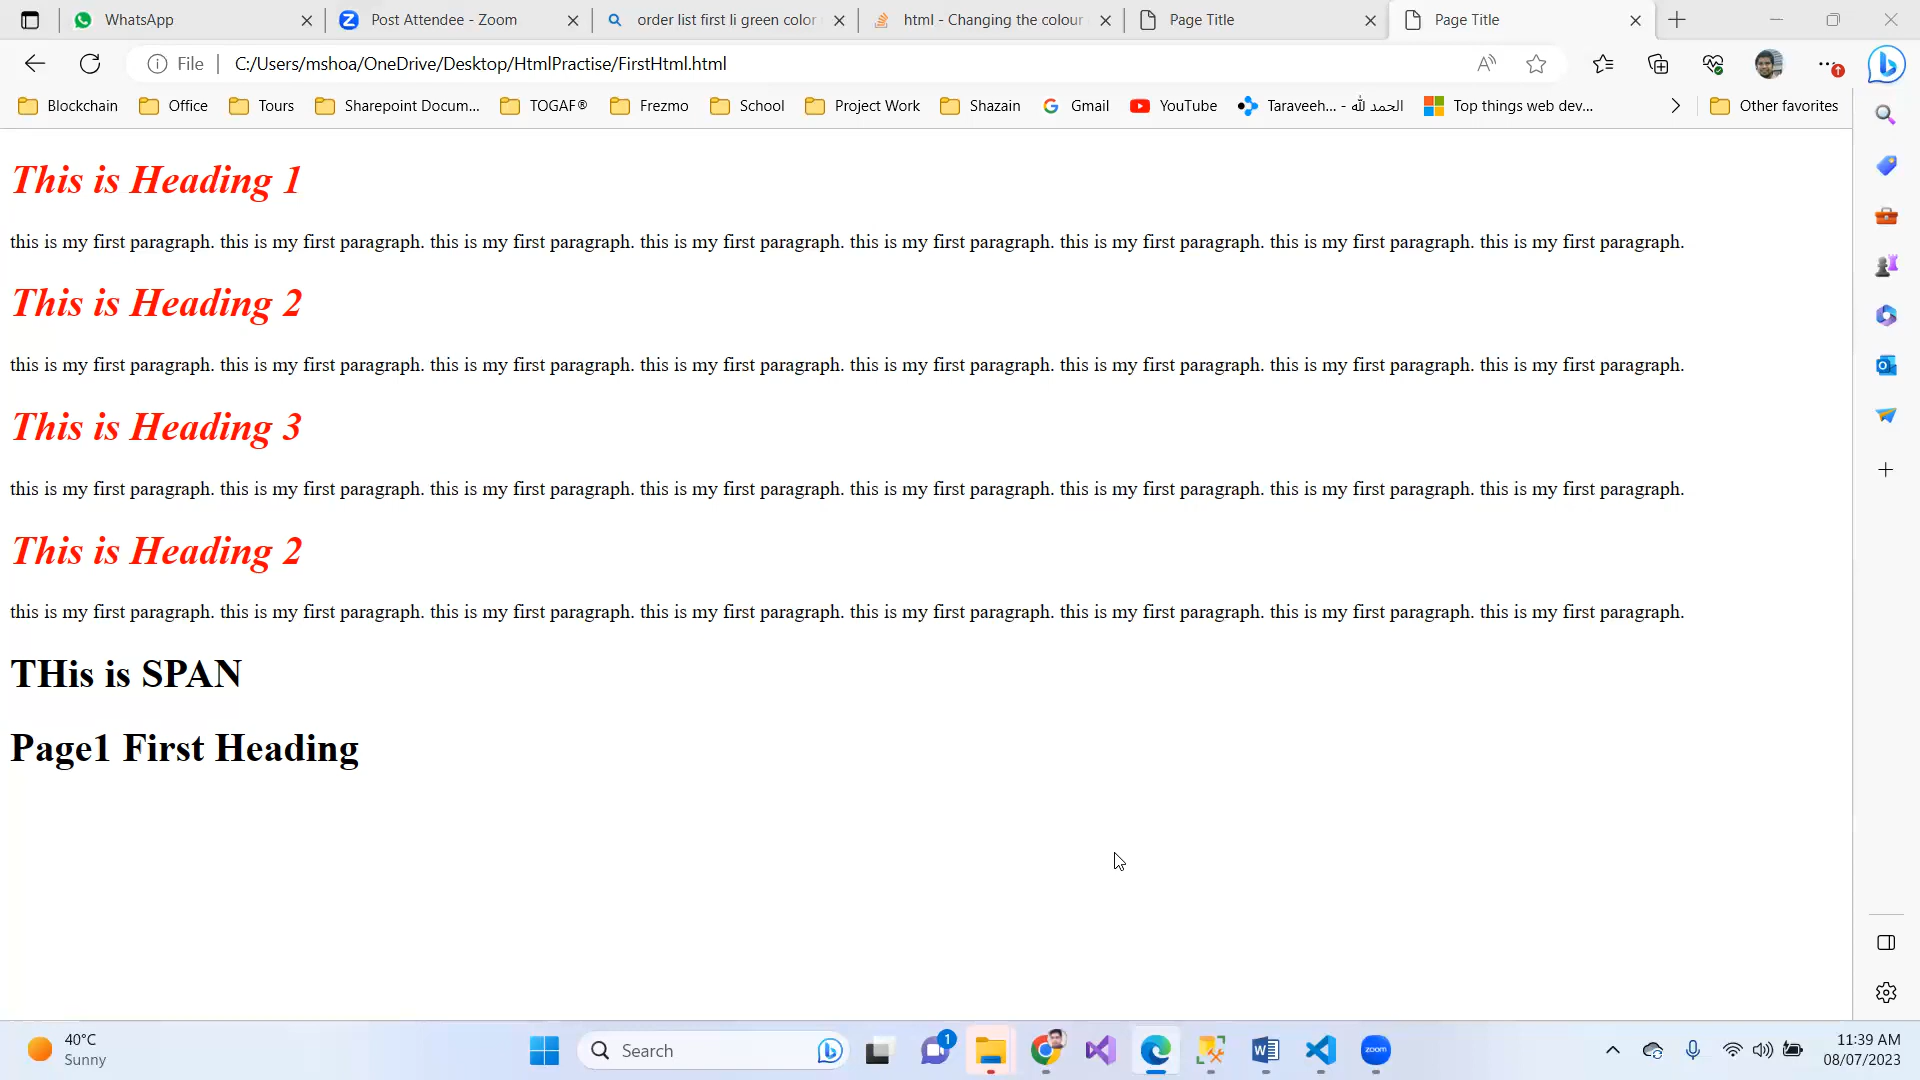 WhatsApp
Post Attendee - Zoom
order list first li green color
html - Changing the colour
Page Title
Page Title
File
C:/Users/mshoa/OneDrive/Desktop/HtmlPractise/FirstHtml.html
Blockchain
Office
Tours
Sharepoint Docum...
TOGAF®
Frezmo
School
Project Work
Shazain
Gmail
YouTube
Taraveeh... - الحمد لله
Top things web dev...
Other favorites
This is Heading 1
this is my first paragraph. this is my first paragraph. this is my first paragraph. this is my first paragraph. this is my first paragraph. this is my first paragraph. this is my first paragraph. this is my first paragraph.
This is Heading 2
this is my first paragraph. this is my first paragraph. this is my first paragraph. this is my first paragraph. this is my first paragraph. this is my first paragraph. this is my first paragraph. this is my first paragraph.
This is Heading 3
this is my first paragraph. this is my first paragraph. this is my first paragraph. this is my first paragraph. this is my first paragraph. this is my first paragraph. this is my first paragraph. this is my first paragraph.
This is Heading 2
this is my first paragraph. this is my first paragraph. this is my first paragraph. this is my first paragraph. this is my first paragraph. this is my first paragraph. this is my first paragraph. this is my first paragraph.
THis is SPAN
Page1 First Heading
40°C
Sunny
Search
1
zoom
11:39 AM
08/07/2023